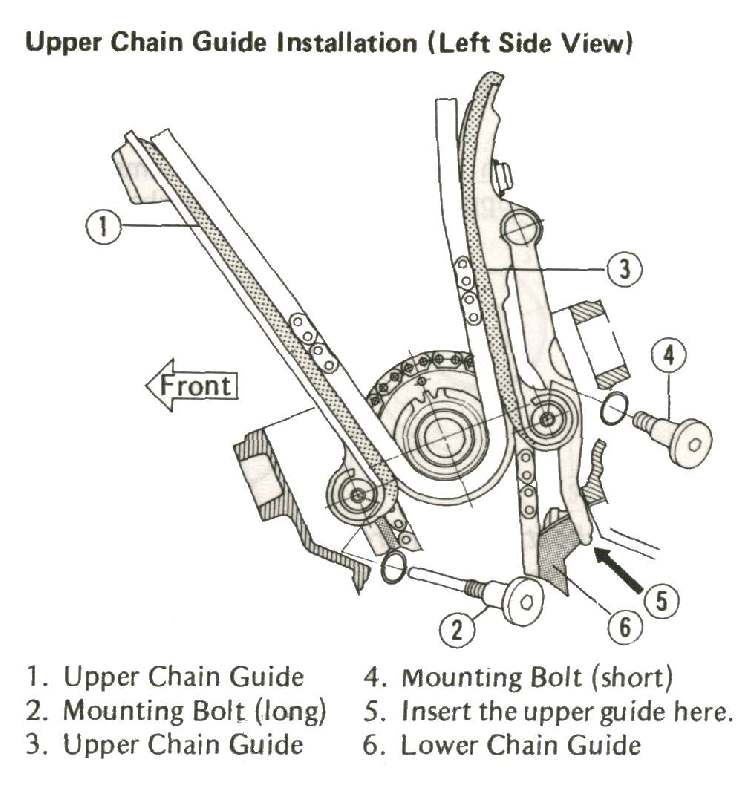 Upper Chain Guide Installation (Left Side View)
1
3
4
Front
5
2
6
1. Upper Chain Guide
2. Mounting Bolt (long)
3. Upper Chain Guide
4. Mounting Bolt (short)
5. Insert the upper guide here.
6. Lower Chain Guide